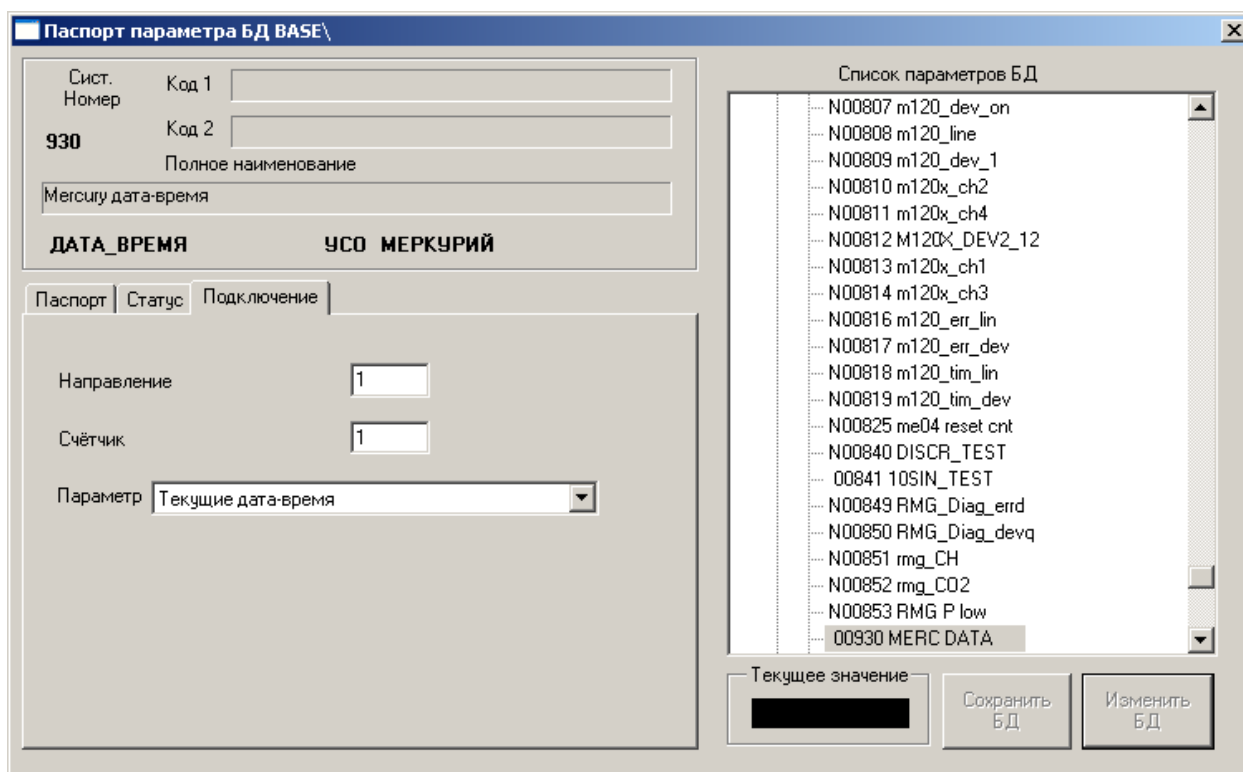 Паспорт параметра БД BASE\
Сист.
Номер
930
Код 1
Код 2
Полное наименование
Mercury дата-время
ДАТА_ВРЕМЯ УСО МЕРКУРИЙ
Паспорт Статус Подключение
Направление 1
Счётчик 1
Параметр Текущие дата-время
Список параметров БД
N00807 m120_dev_on
N00808 m120_line
N00809 m120_dev_1
N00810 m120x_ch2
N00811 m120x_ch4
N00812 M120X_DEV2_12
N00813 m120x_ch1
N00814 m120x_ch3
N00816 m120_err_lin
N00817 m120_err_dev
N00818 m120_tim_lin
N00819 m120_tim_dev
N00825 me04 reset cnt
N00840 DISCR_TEST
00841 10SIN_TEST
N00849 RMG_Diag_errd
N00850 RMG_Diag_devq
N00851 rmg_CH
N00852 rmg_CO2
N00853 RMG P low
00930 MERC DATA
Текущее значение
Сохранить
БД
Изменить
БД